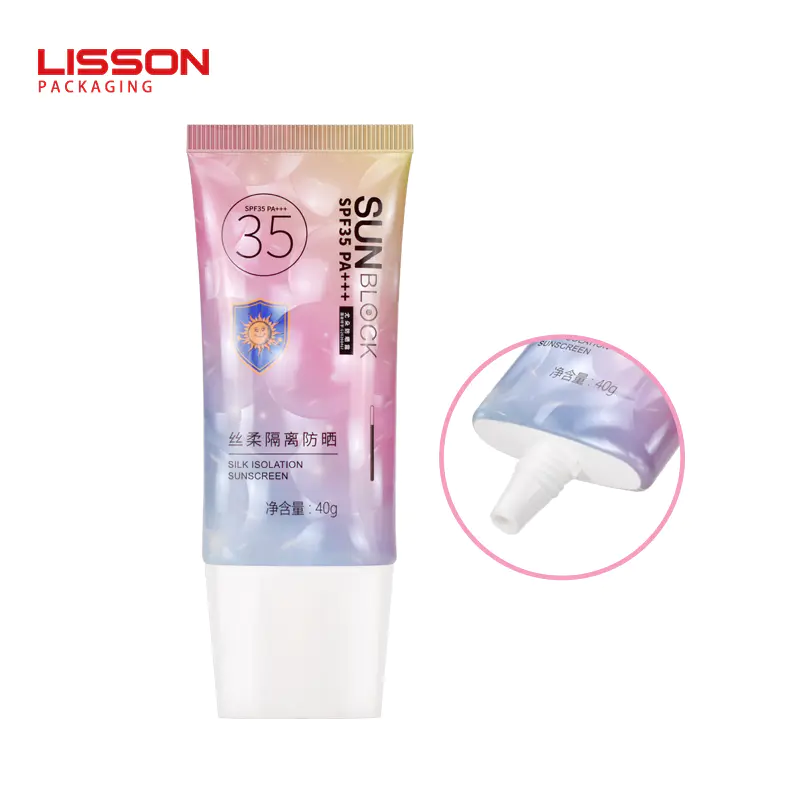 LISSON
PACKAGING
SPF35 PA+++
35
SUN BLOCK
SPF35 PA+++
丝柔隔离防晒
SILK ISOLATION
SUNSCREEN
净含量 : 40g
SUNSCREEN
净含量 : 40g